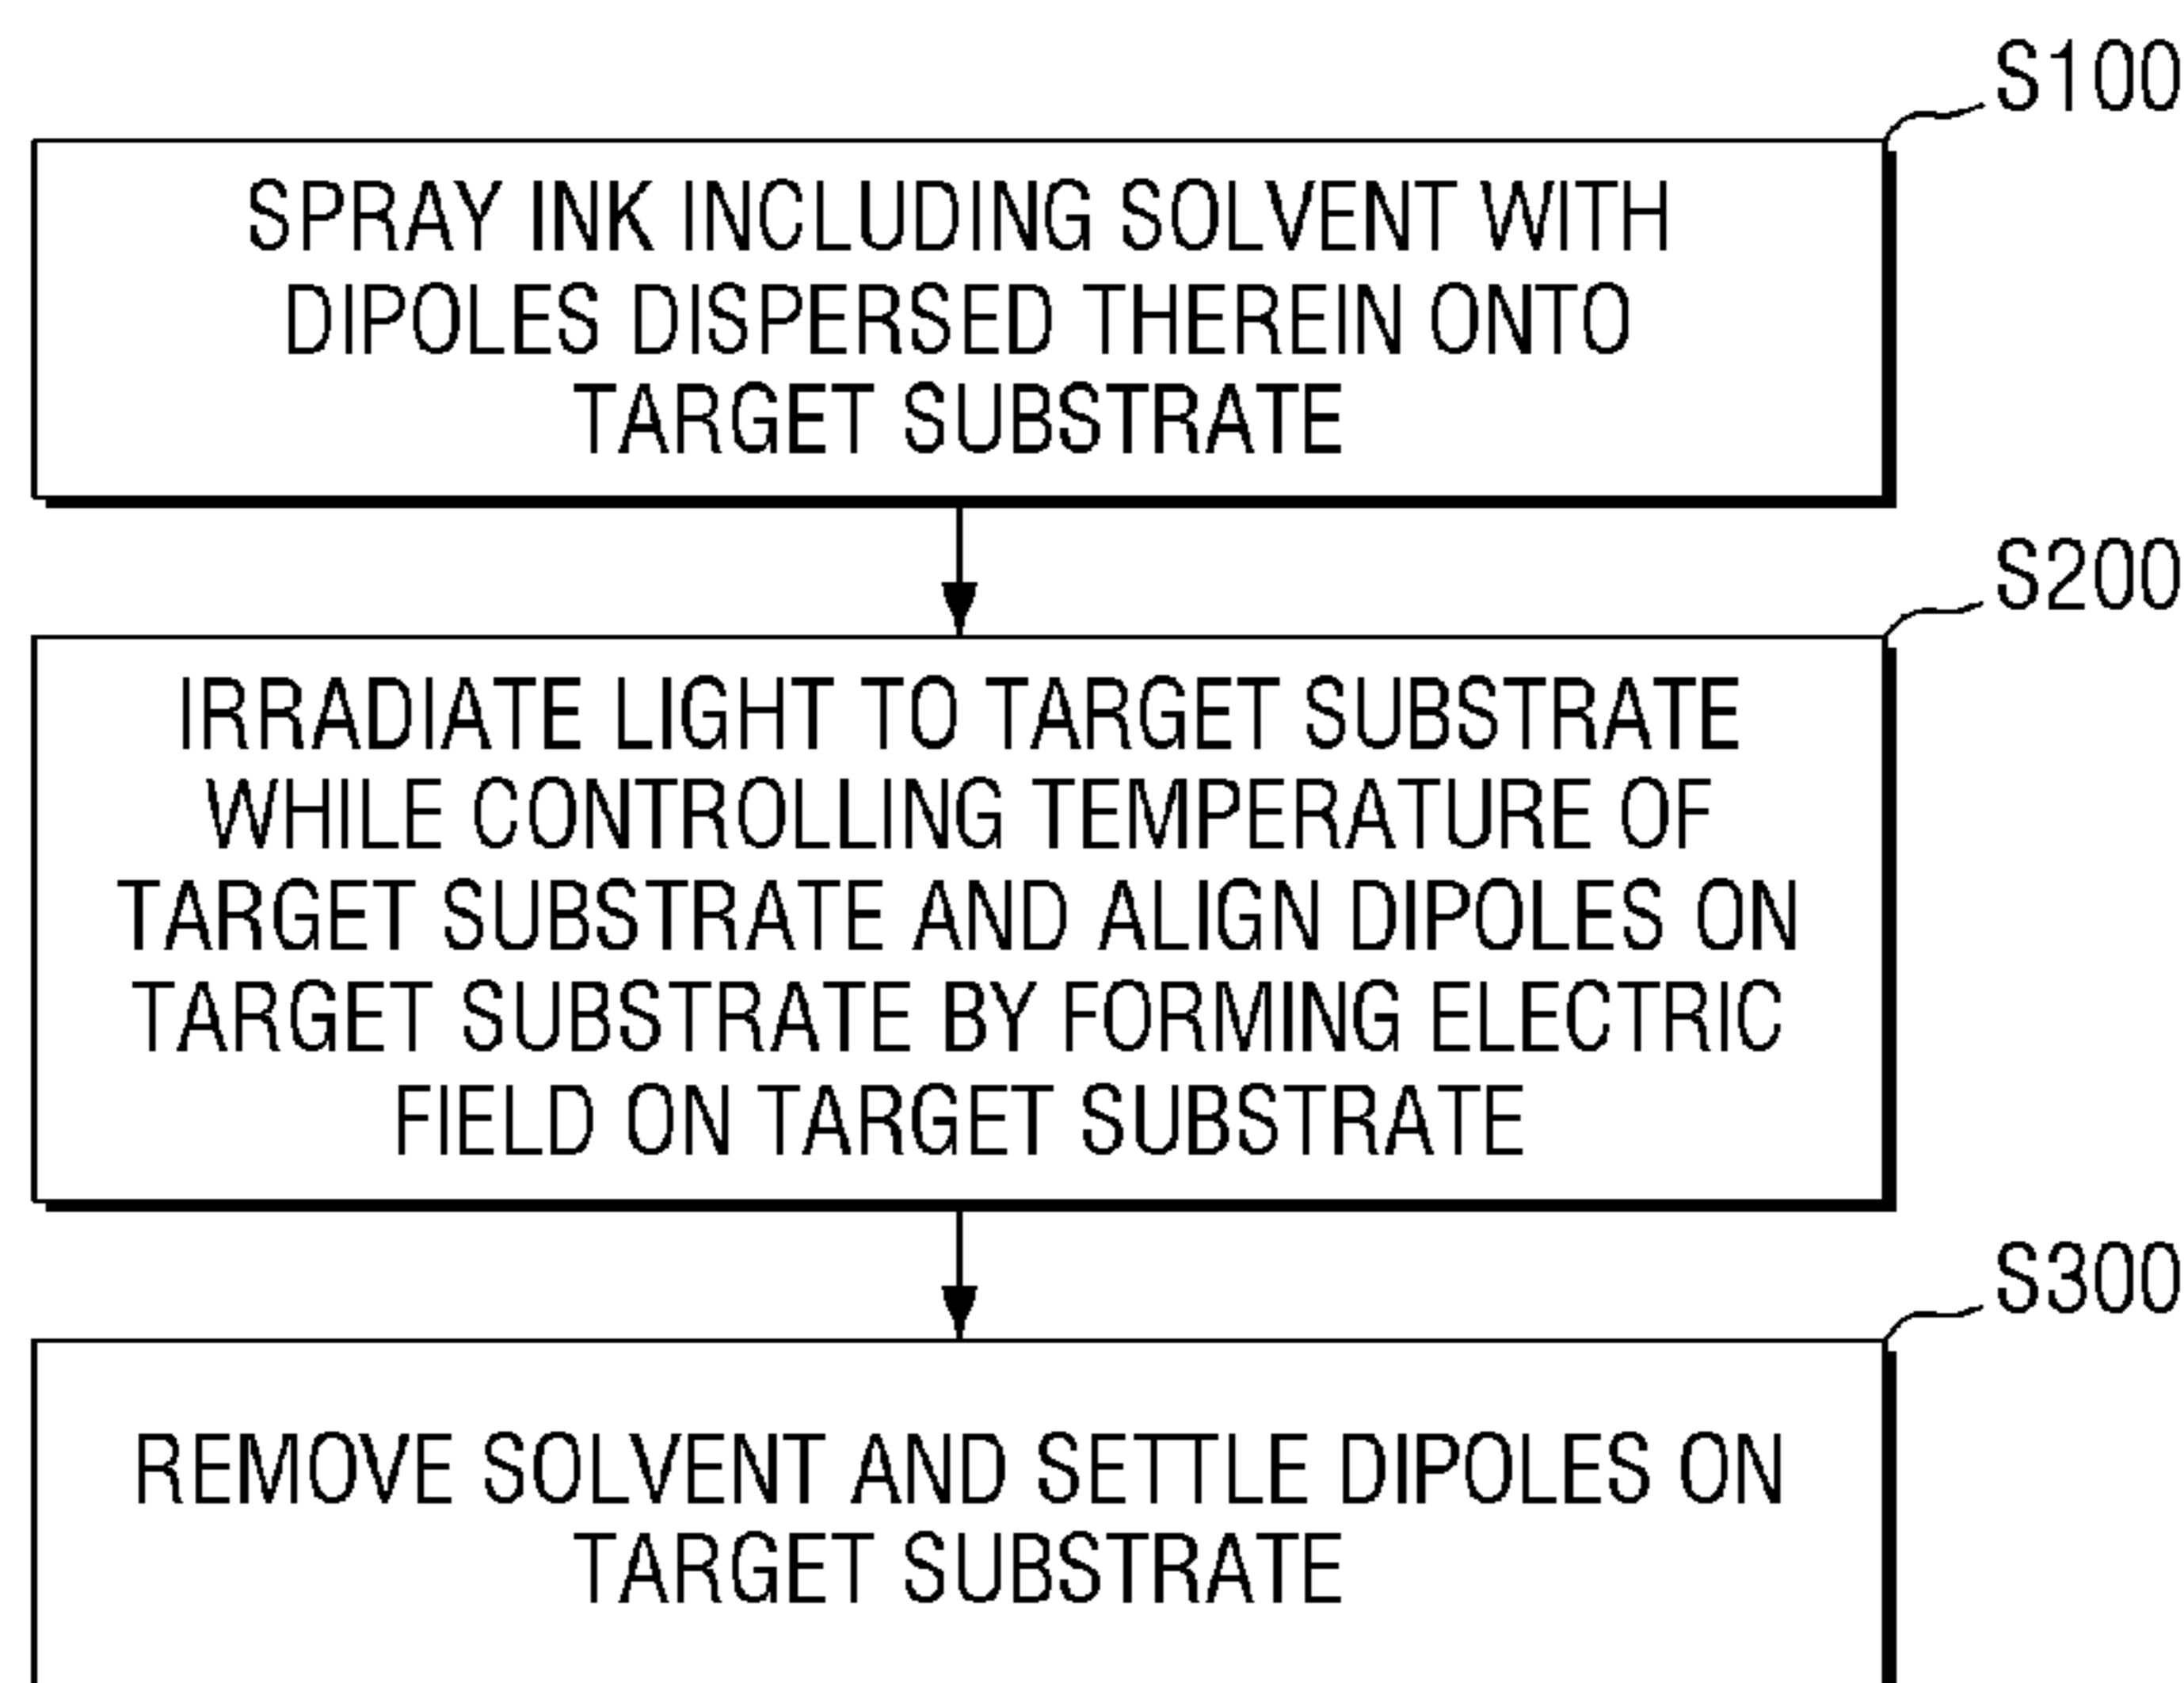 S100
SPRAY INK INCLUDING SOLVENT WITH
DIPOLES DISPERSED THEREIN ONTO
TARGET SUBSTRATE
S200
IRRADIATE LIGHT TO TARGET SUBSTRATE
WHILE CONTROLLING TEMPERATURE OF
TARGET SUBSTRATE AND ALIGN DIPOLES ON
TARGET SUBSTRATE BY FORMING ELECTRIC
FIELD ON TARGET SUBSTRATE
S300
REMOVE SOLVENT AND SETTLE DIPOLES ON
TARGET SUBSTRATE